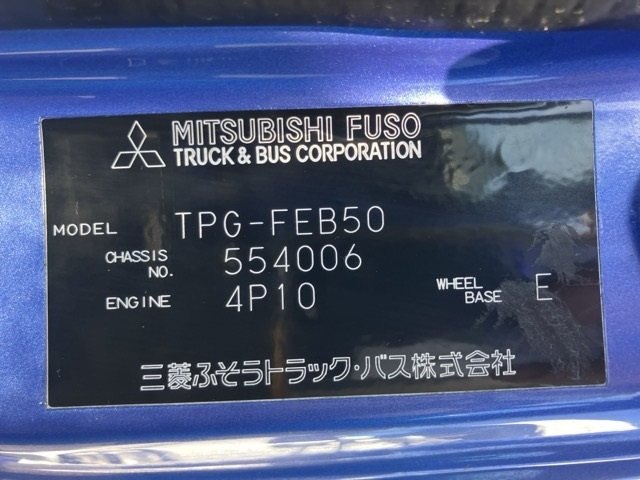 MITSUBISHI FUSO
TRUCK & BUS CORPORATION
MODEL TPG-FEB50
CHASSIS NO. 554006
ENGINE 4P10 WHEEL BASE E
三菱ふそうトラック・バス株式会社